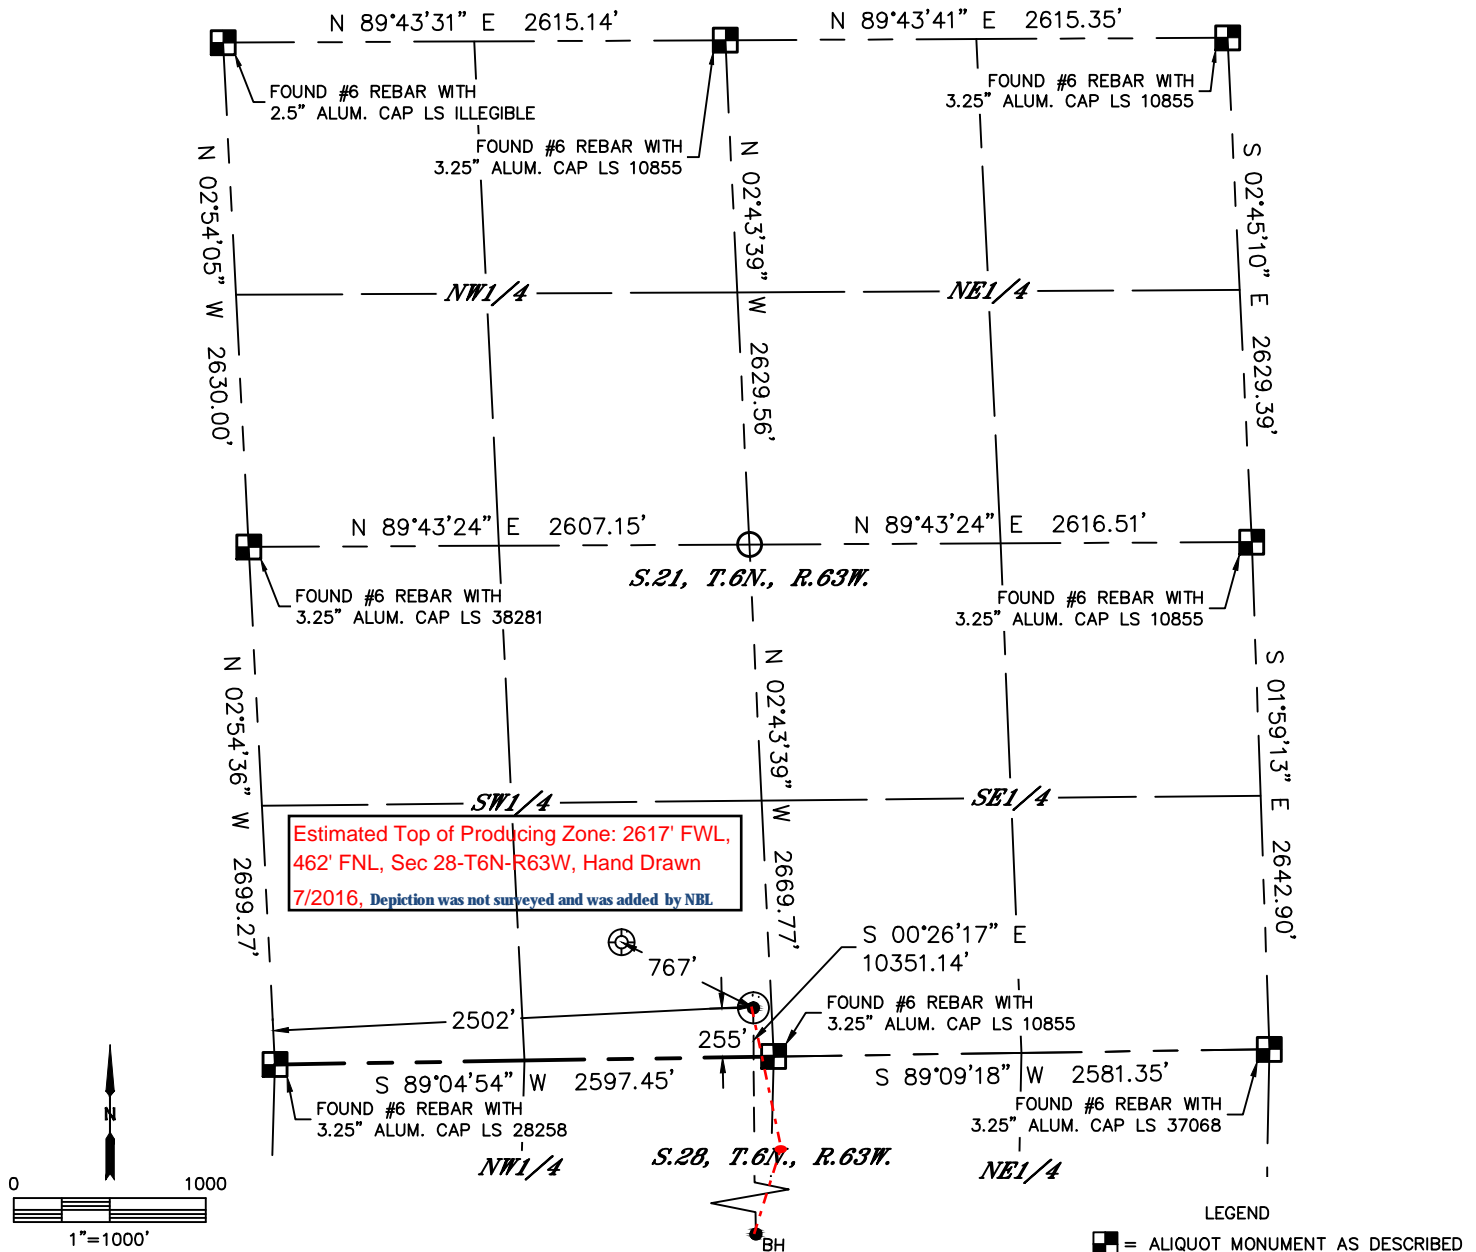 N 89°43'31" E 2615.14'
N 89°43'41" E 2615.35'
FOUND #6 REBAR WITH
2.5" ALUM. CAP LS ILLEGIBLE
FOUND #6 REBAR WITH
3.25" ALUM. CAP LS 10855
FOUND #6 REBAR WITH
3.25" ALUM. CAP LS 10855
N 02°54'05" W 2630.00'
N 02°43'39" W 2629.56'
S 02°45'10" E 2629.39'
NW1/4
NE1/4
N 89°43'24" E 2607.15'
N 89°43'24" E 2616.51'
S.21, T.6N., R.63W.
FOUND #6 REBAR WITH
3.25" ALUM. CAP LS 38281
FOUND #6 REBAR WITH
3.25" ALUM. CAP LS 10855
N 02°54'36" W 2699.27'
N 02°43'39" W 2669.77'
S 01°59'13" E 2642.90'
SW1/4
SE1/4
Estimated Top of Producing Zone: 2617' FWL,
462' FNL, Sec 28-T6N-R63W, Hand Drawn
7/2016, Depiction was not surveyed and was added by NBL
767'
S 00°26'17" E
10351.14'
2502'
255'
FOUND #6 REBAR WITH
3.25" ALUM. CAP LS 10855
S 89°04'54" W 2597.45'
S 89°09'18" W 2581.35'
FOUND #6 REBAR WITH
3.25" ALUM. CAP LS 28258
FOUND #6 REBAR WITH
3.25" ALUM. CAP LS 37068
N
NW1/4
S.28, T.6N., R.63W.
NE1/4
0 1000
1"=1000'
BH
LEGEND
= ALIQUOT MONUMENT AS DESCRIBED